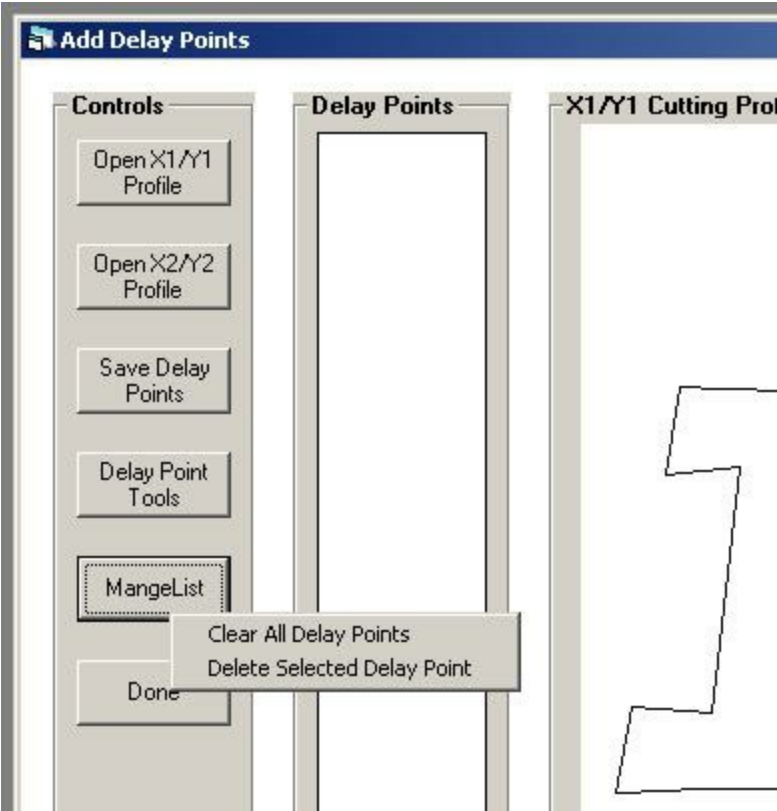 Add Delay Points
Controls
Delay Points
X1/Y1 Cutting
Open X1/Y1
Profile
Open X2/Y2
Profile
Save Delay
Points
Delay Point
Tools
MangeList
Clear All Delay Points
Delete Selected Delay Point
Done